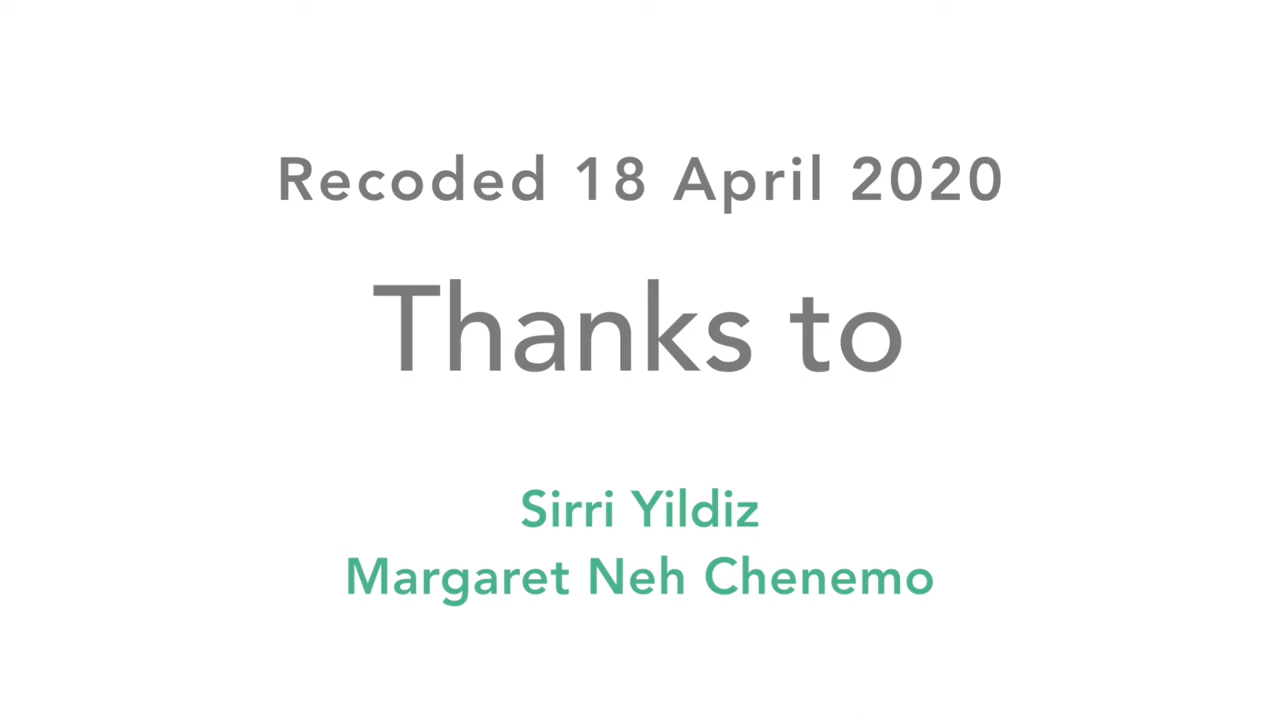 Recoded 18 April 2020
Thanks to
Sirri Yildiz
Margaret Neh Chenemo